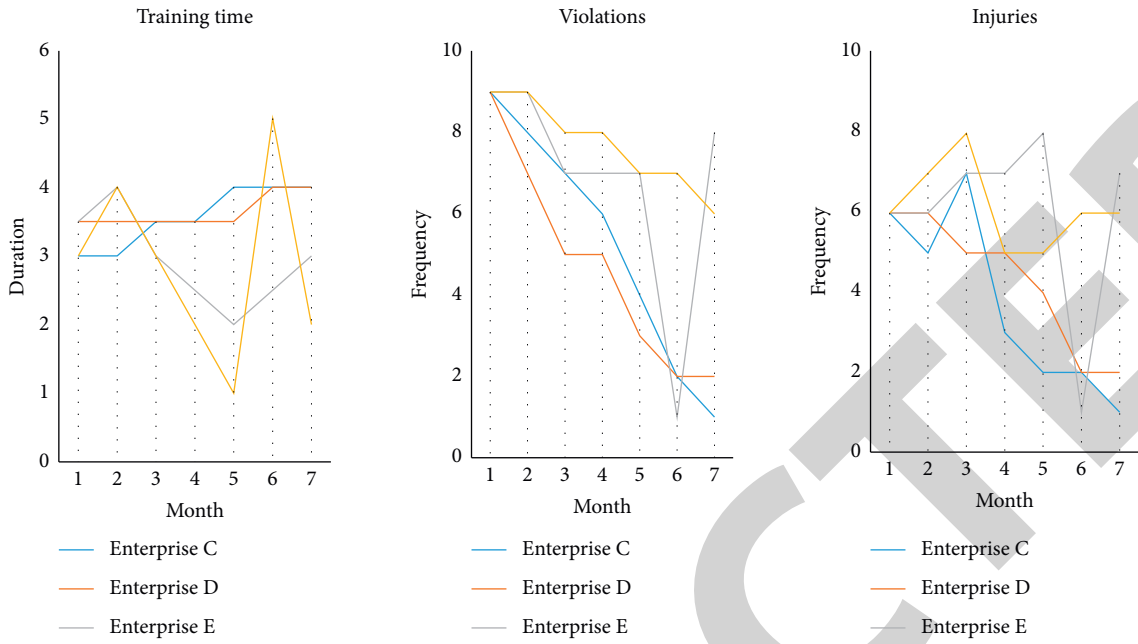 Training time
6
5
4
3
2
1
0
Duration
1 2 3 4 5 6 7
Month
Enterprise C
Enterprise D
Enterprise E
Violations
10
8
6
4
2
0
Frequency
1 2 3 4 5 6 7
Month
Enterprise C
Enterprise D
Enterprise E
Injuries
10
8
6
4
2
0
Frequency
1 2 3 4 5 6 7
Month
Enterprise C
Enterprise D
Enterprise E
CTE